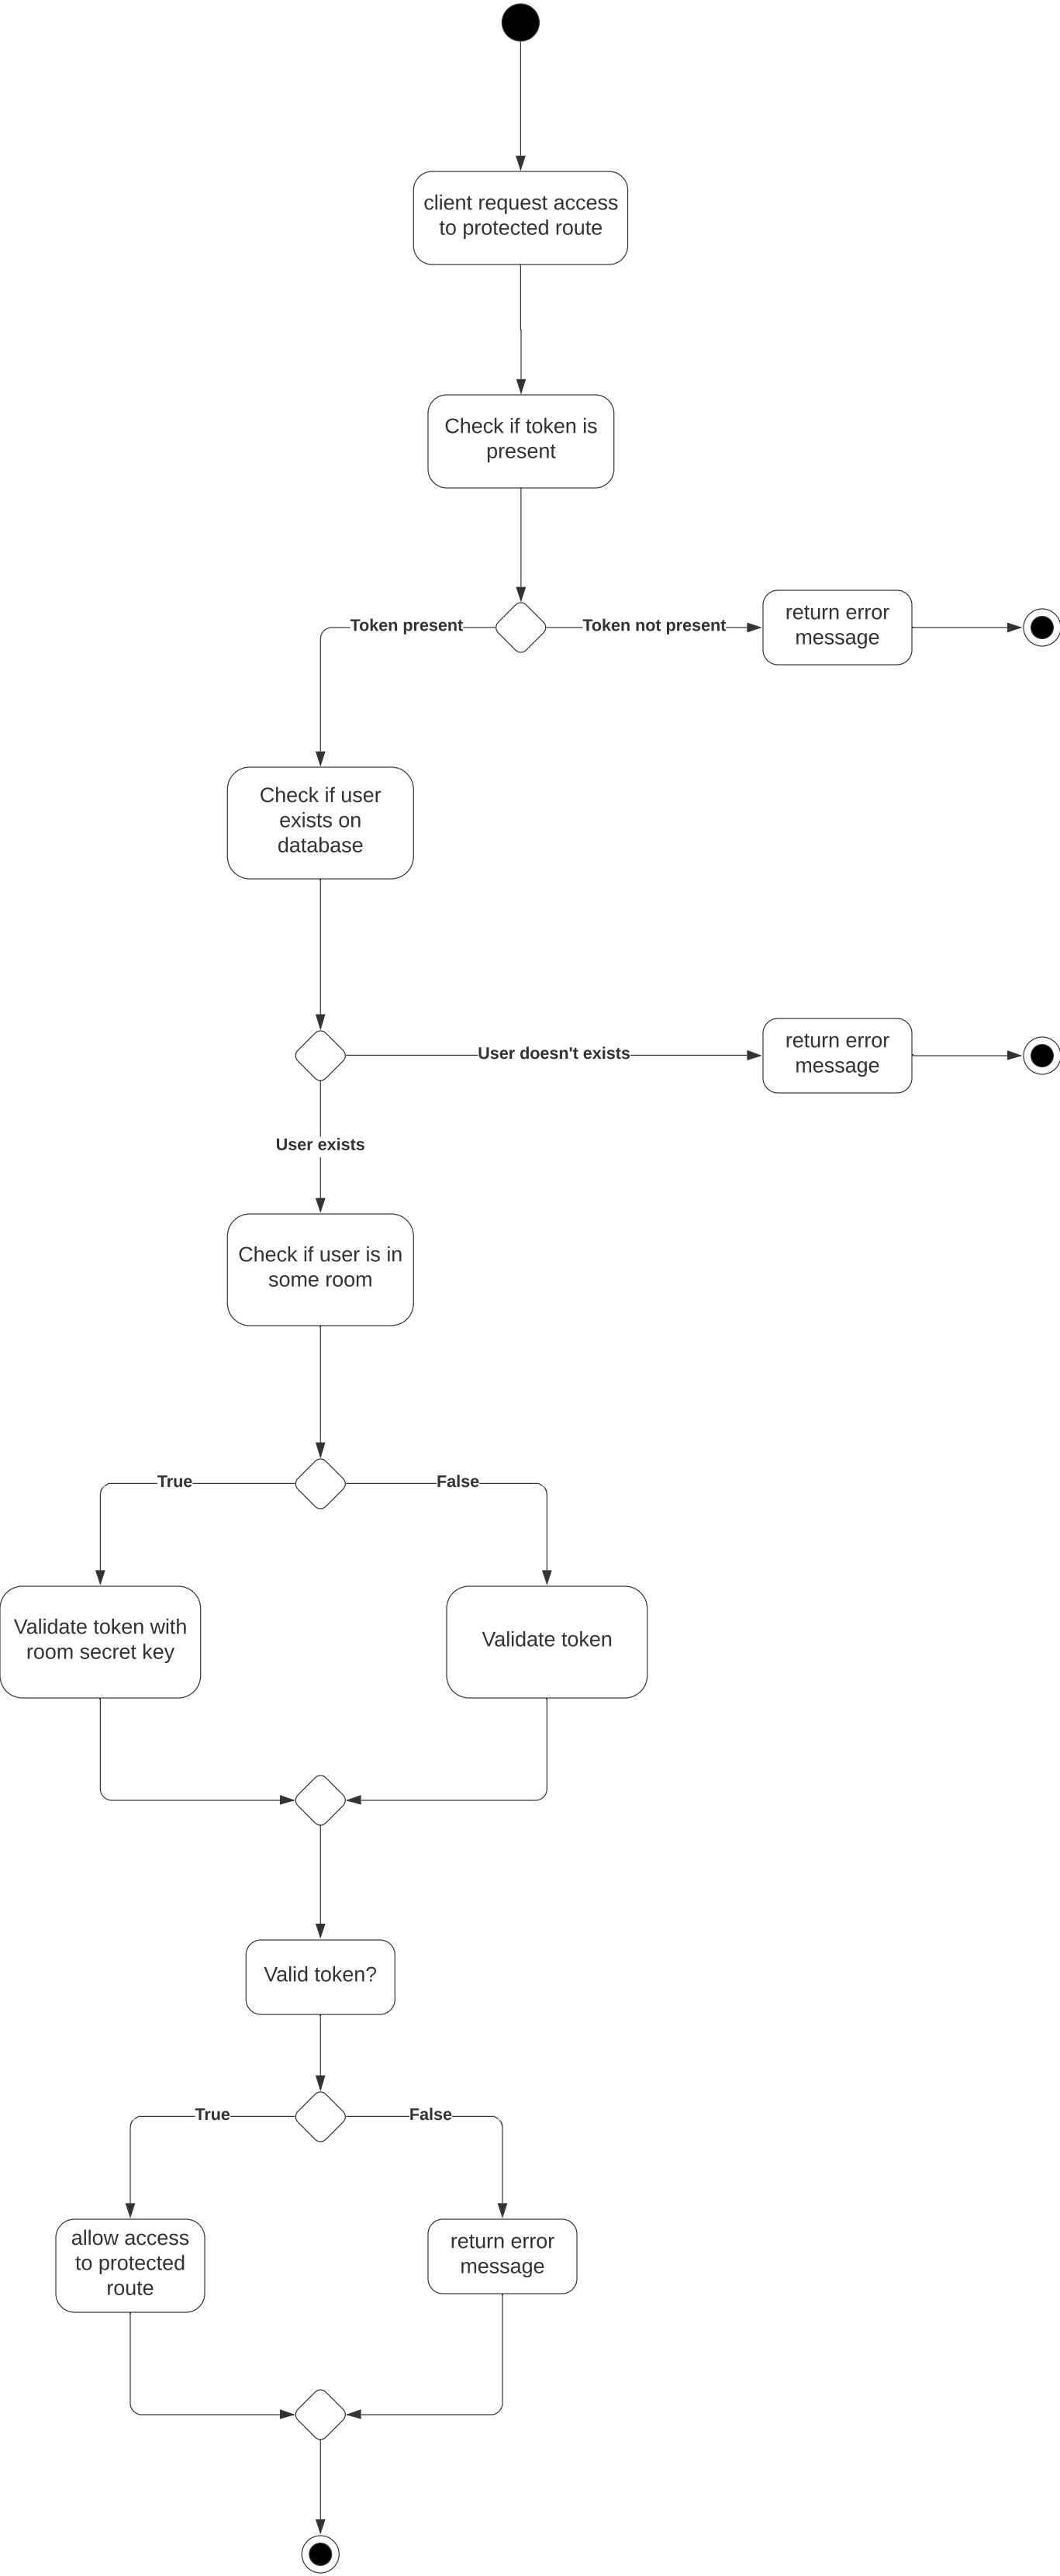 client request access
to protected route
Check if token is
present
Token present
Token not present
return error
message
Check if user
exists on
database
User doesn't exists
return error
message
User exists
Check if user is in
some room
True
False
Validate token with
room secret key
Validate token
Valid token?
True
False
allow access
to protected
route
return error
message